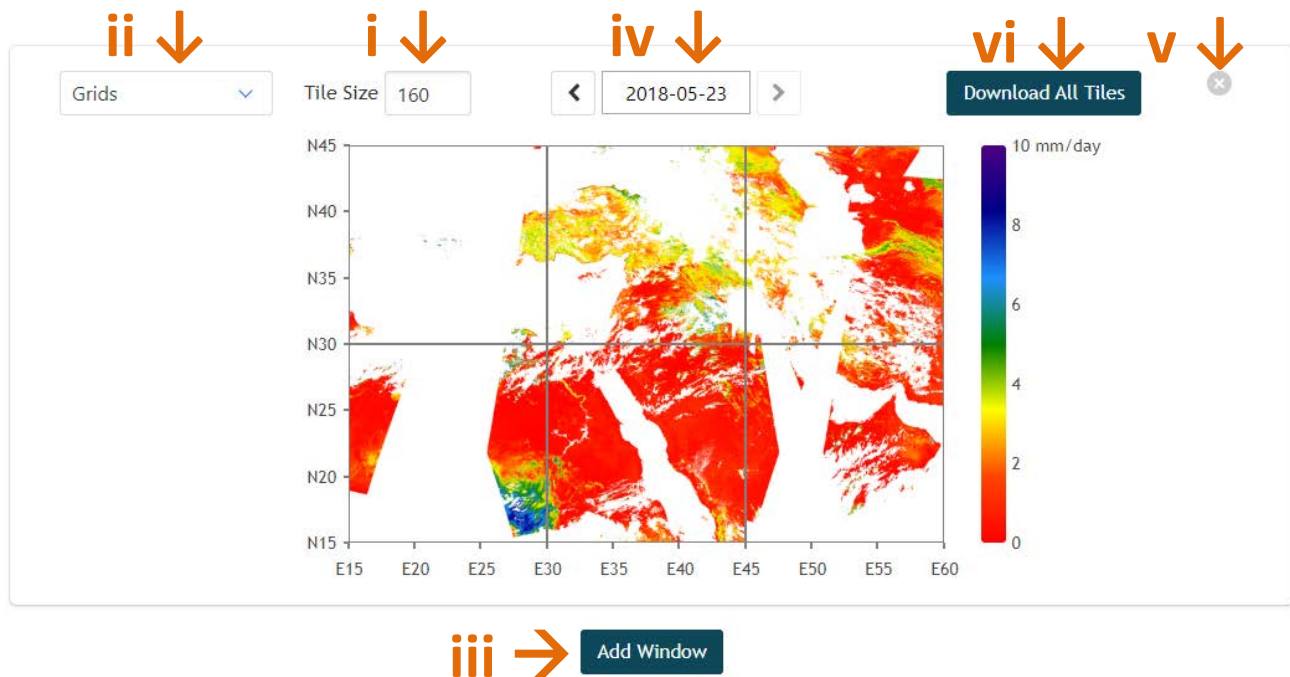 ii ↓ i ↓ iv ↓ vi ↓ v ↓
Grids Tile Size 160 2018-05-23 Download All Tiles
N45
N40
N35
N30
N25
N20
N15
E15 E20 E25 E30 E35 E40 E45 E50 E55 E60
10 mm/day
8
6
4
2
0
iii → Add Window